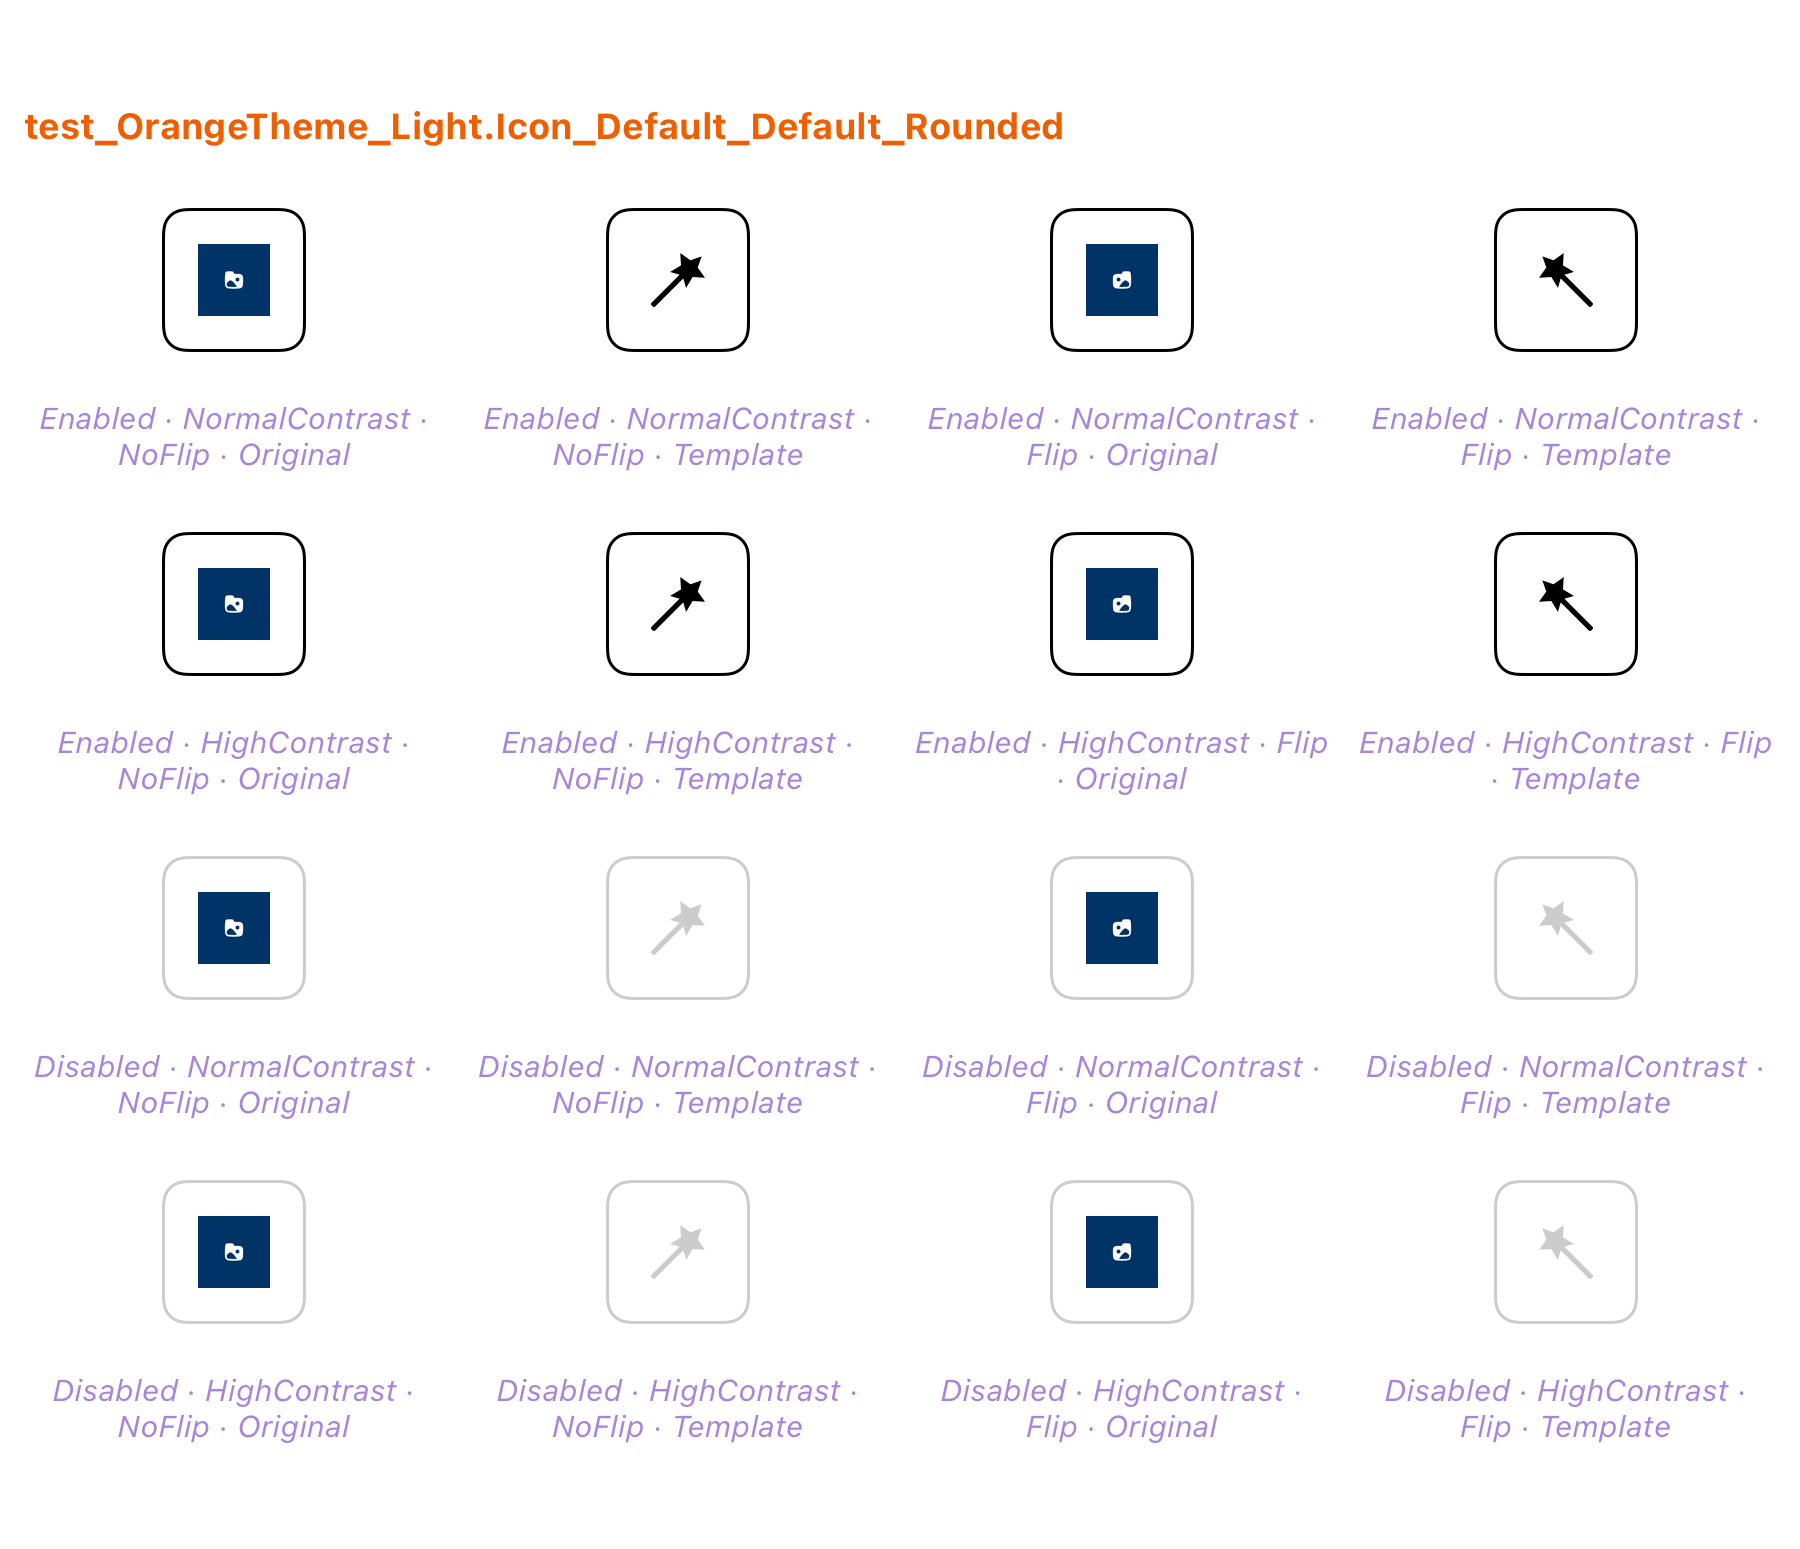 test_OrangeTheme_Light.Icon_Default_Default_Rounded
Enabled · NormalContrast ·
NoFlip · Original
Enabled · NormalContrast ·
NoFlip · Template
Enabled · NormalContrast ·
Flip · Original
Enabled · NormalContrast ·
Flip · Template
Enabled · HighContrast ·
NoFlip · Original
Enabled · HighContrast ·
NoFlip · Template
Enabled · HighContrast · Flip
· Original
Enabled · HighContrast · Flip
· Template
Disabled · NormalContrast ·
NoFlip · Original
Disabled · NormalContrast ·
NoFlip · Template
Disabled · NormalContrast ·
Flip · Original
Disabled · NormalContrast ·
Flip · Template
Disabled · HighContrast ·
NoFlip · Original
Disabled · HighContrast ·
NoFlip · Template
Disabled · HighContrast ·
Flip · Original
Disabled · HighContrast ·
Flip · Template